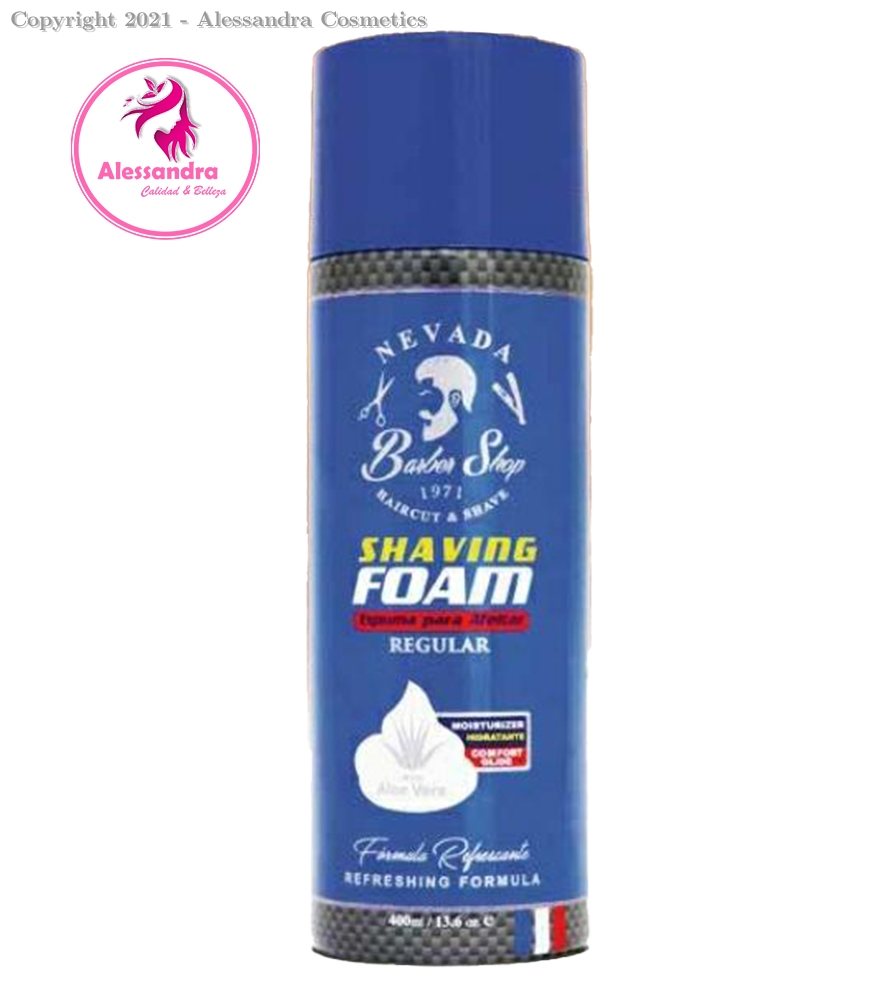 Copyright 2021 - Alessandra Cosmetics
Alessandra
Calidad & Belleza
NEVADA
Barber Shop
1971
HAIRCUT & SHAVE
SHAVING
FOAM
Espuma para Afeitar
REGULAR
MOISTURIZER
HIDRATANTE
COMFORT
GLIDE
Aloe Vera
Fórmula Refrescante
REFRESHING FORMULA
400ml / 13.6 oz. e